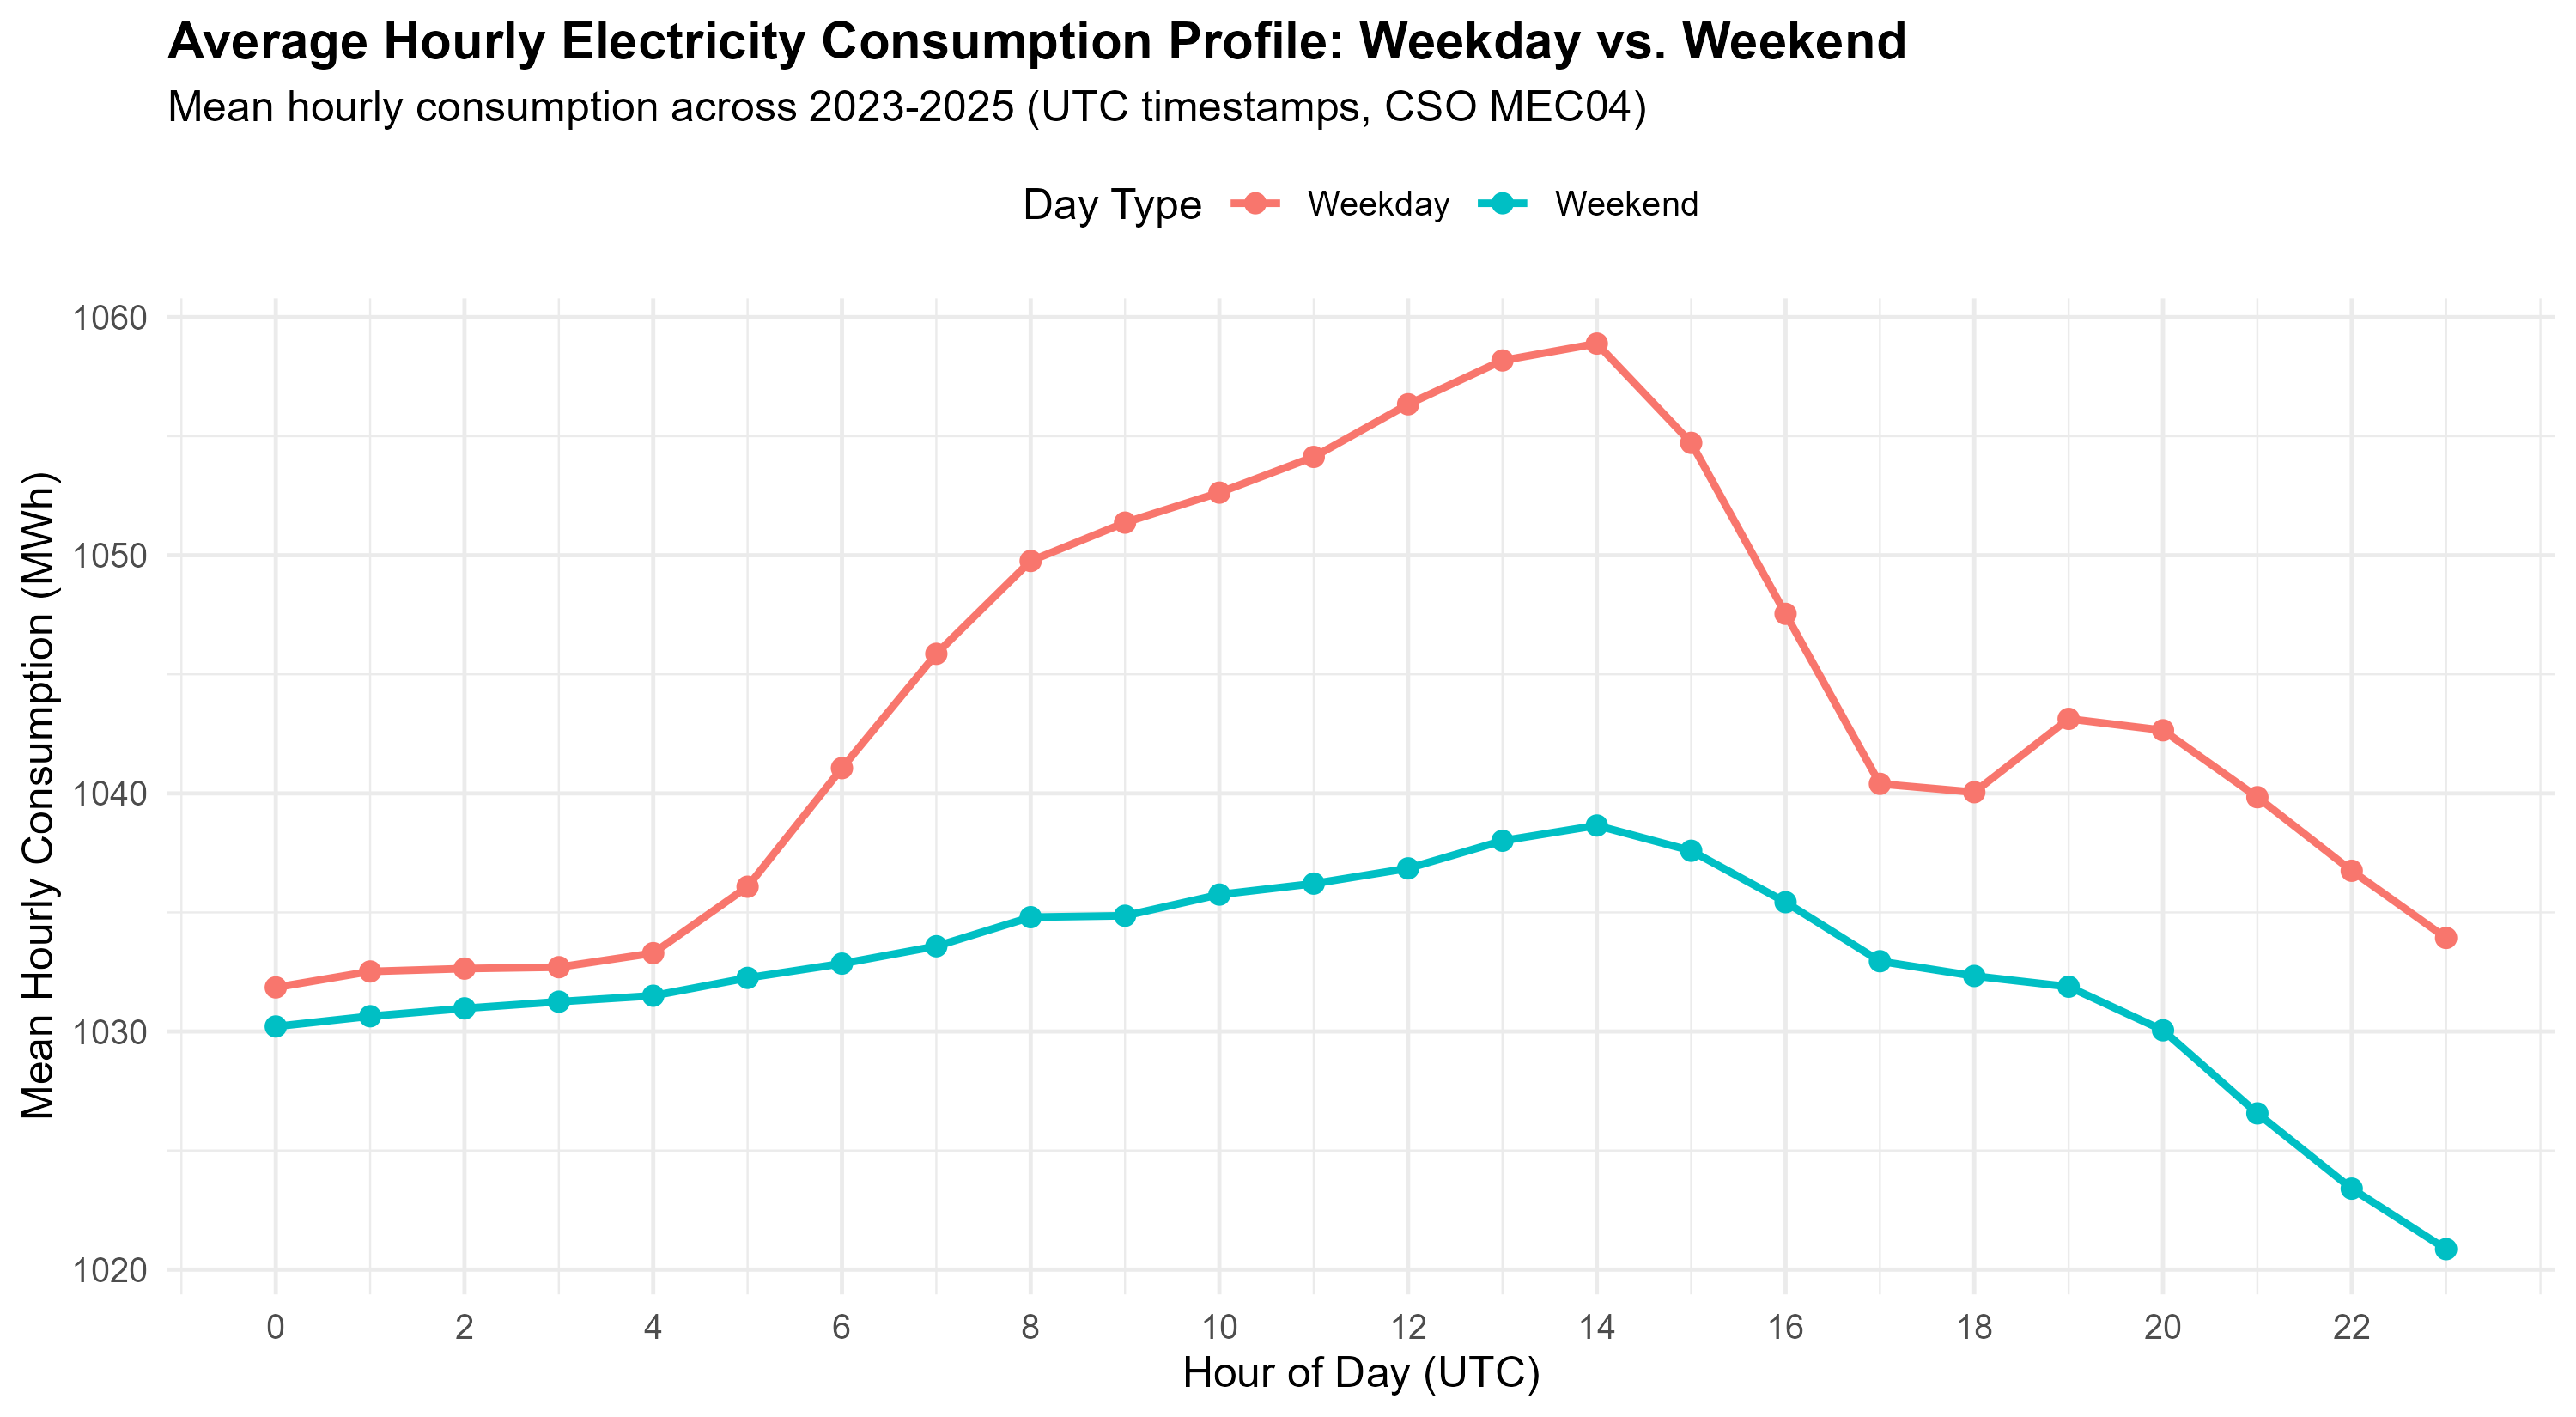 Average Hourly Electricity Consumption Profile: Weekday vs. Weekend
Mean hourly consumption across 2023-2025 (UTC timestamps, CSO MEC04)
Day Type Weekday Weekend
Mean Hourly Consumption (MWh)
1060
1050
1040
1030
1020
0 2 4 6 8 10 12 14 16 18 20 22
Hour of Day (UTC)